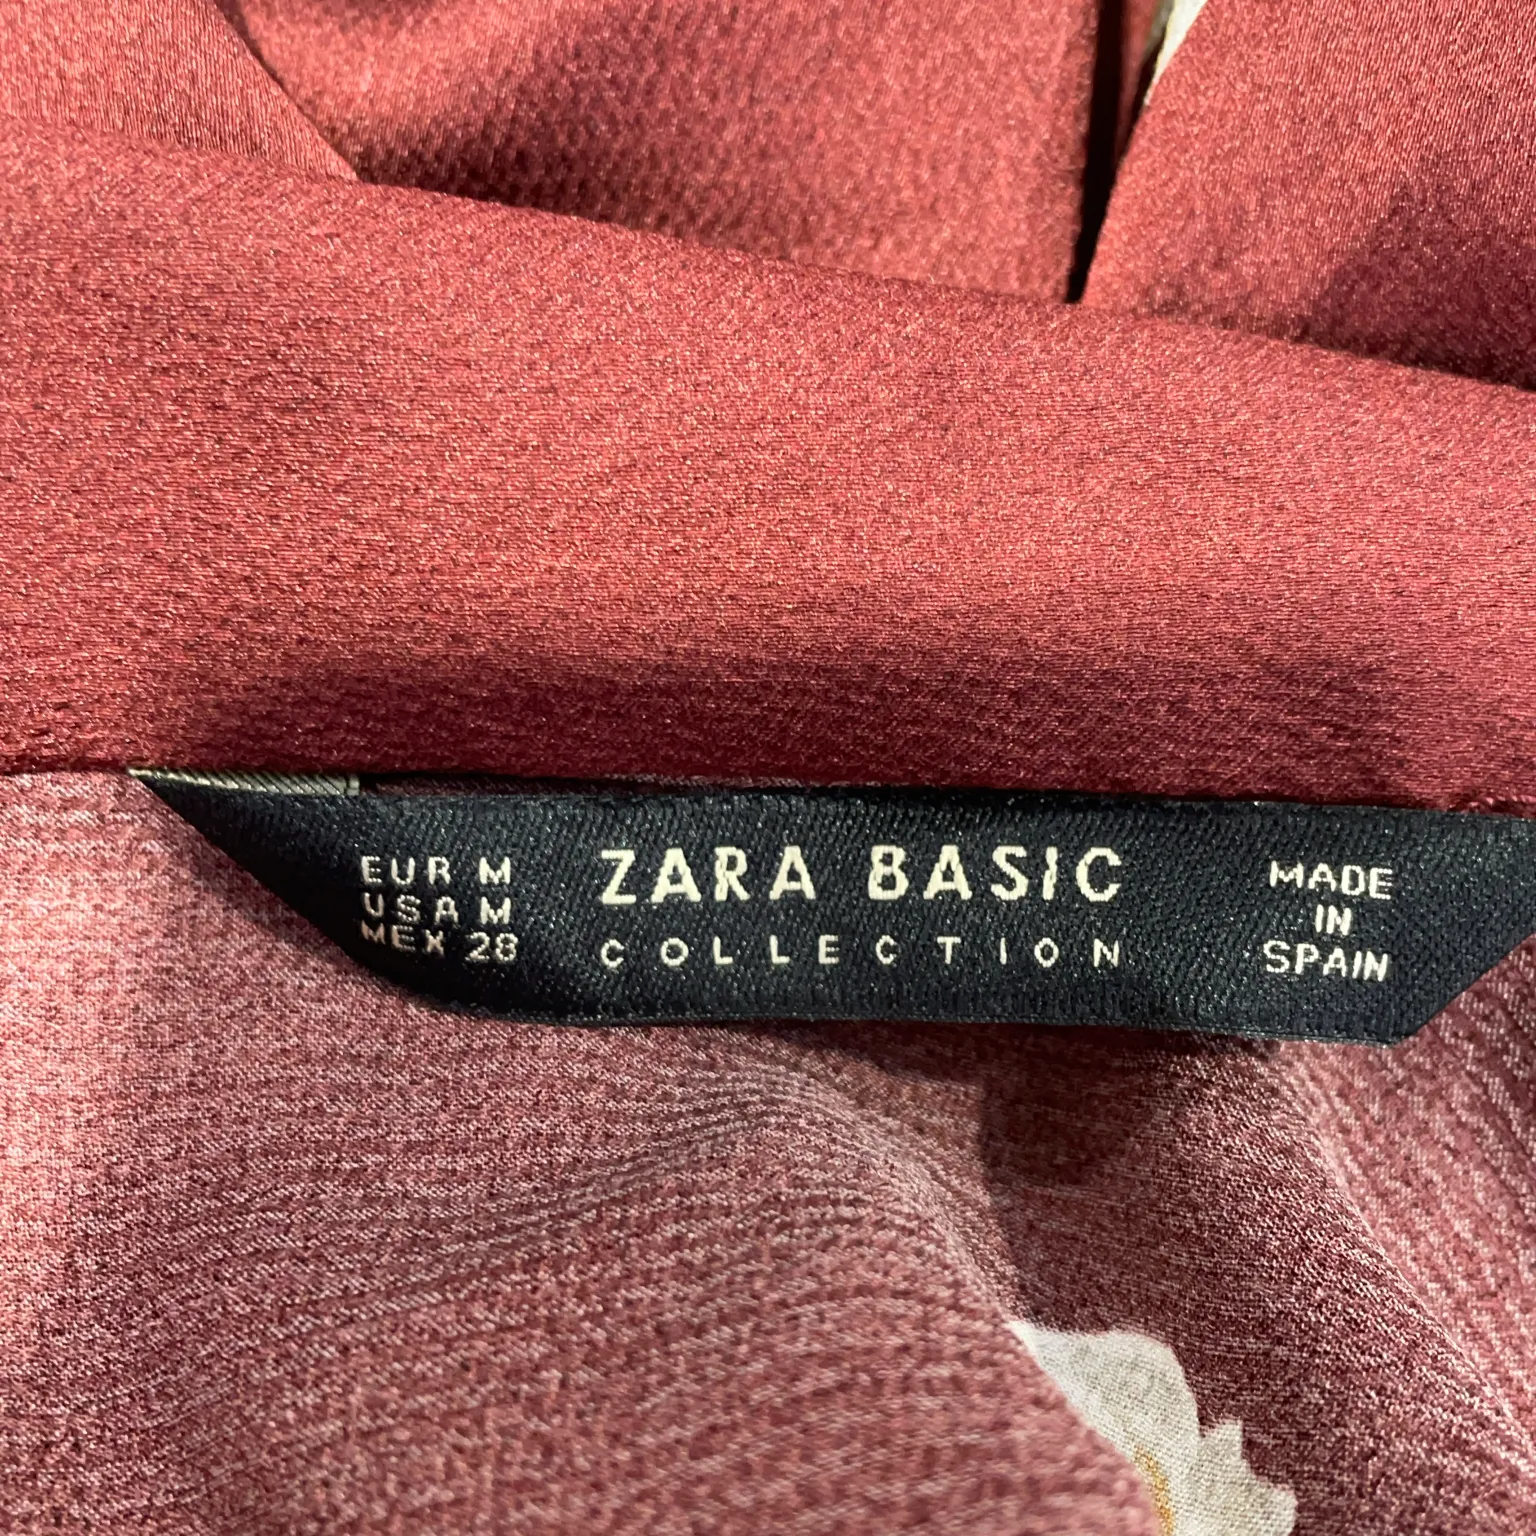 EUR M
USA M
MEX 28
ZARA BASIC
COLLECTION
MADE
IN
SPAIN